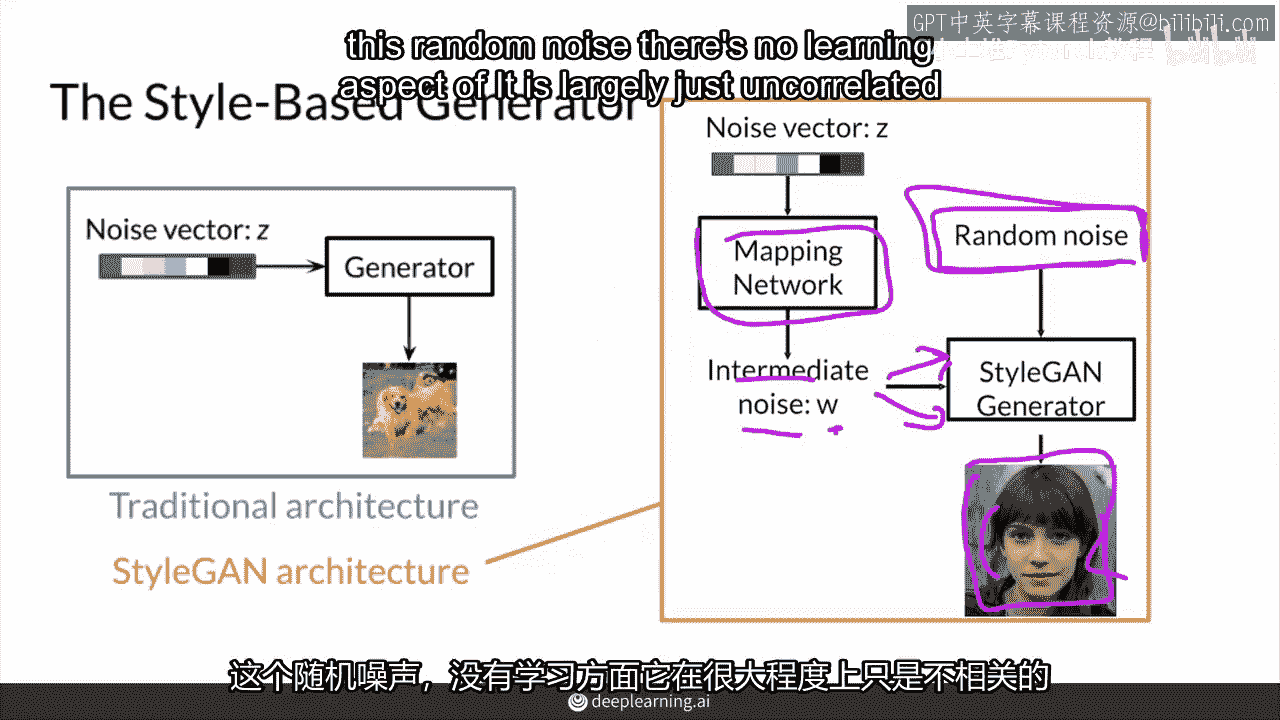 GPT中英字幕课程资源@bilibili.com
this random noise there's no learning
aspect of It is largely just uncorrelated
The Style-Based Generator
Noise vector: z
Generator
Traditional architecture
StyleGAN architecture
Noise vector: z
Mapping
Network
Random noise
Intermediate
noise: w
StyleGAN
Generator
这个随机噪声，没有学习方面它在很大程度上只是不相关的
deeplearning.ai